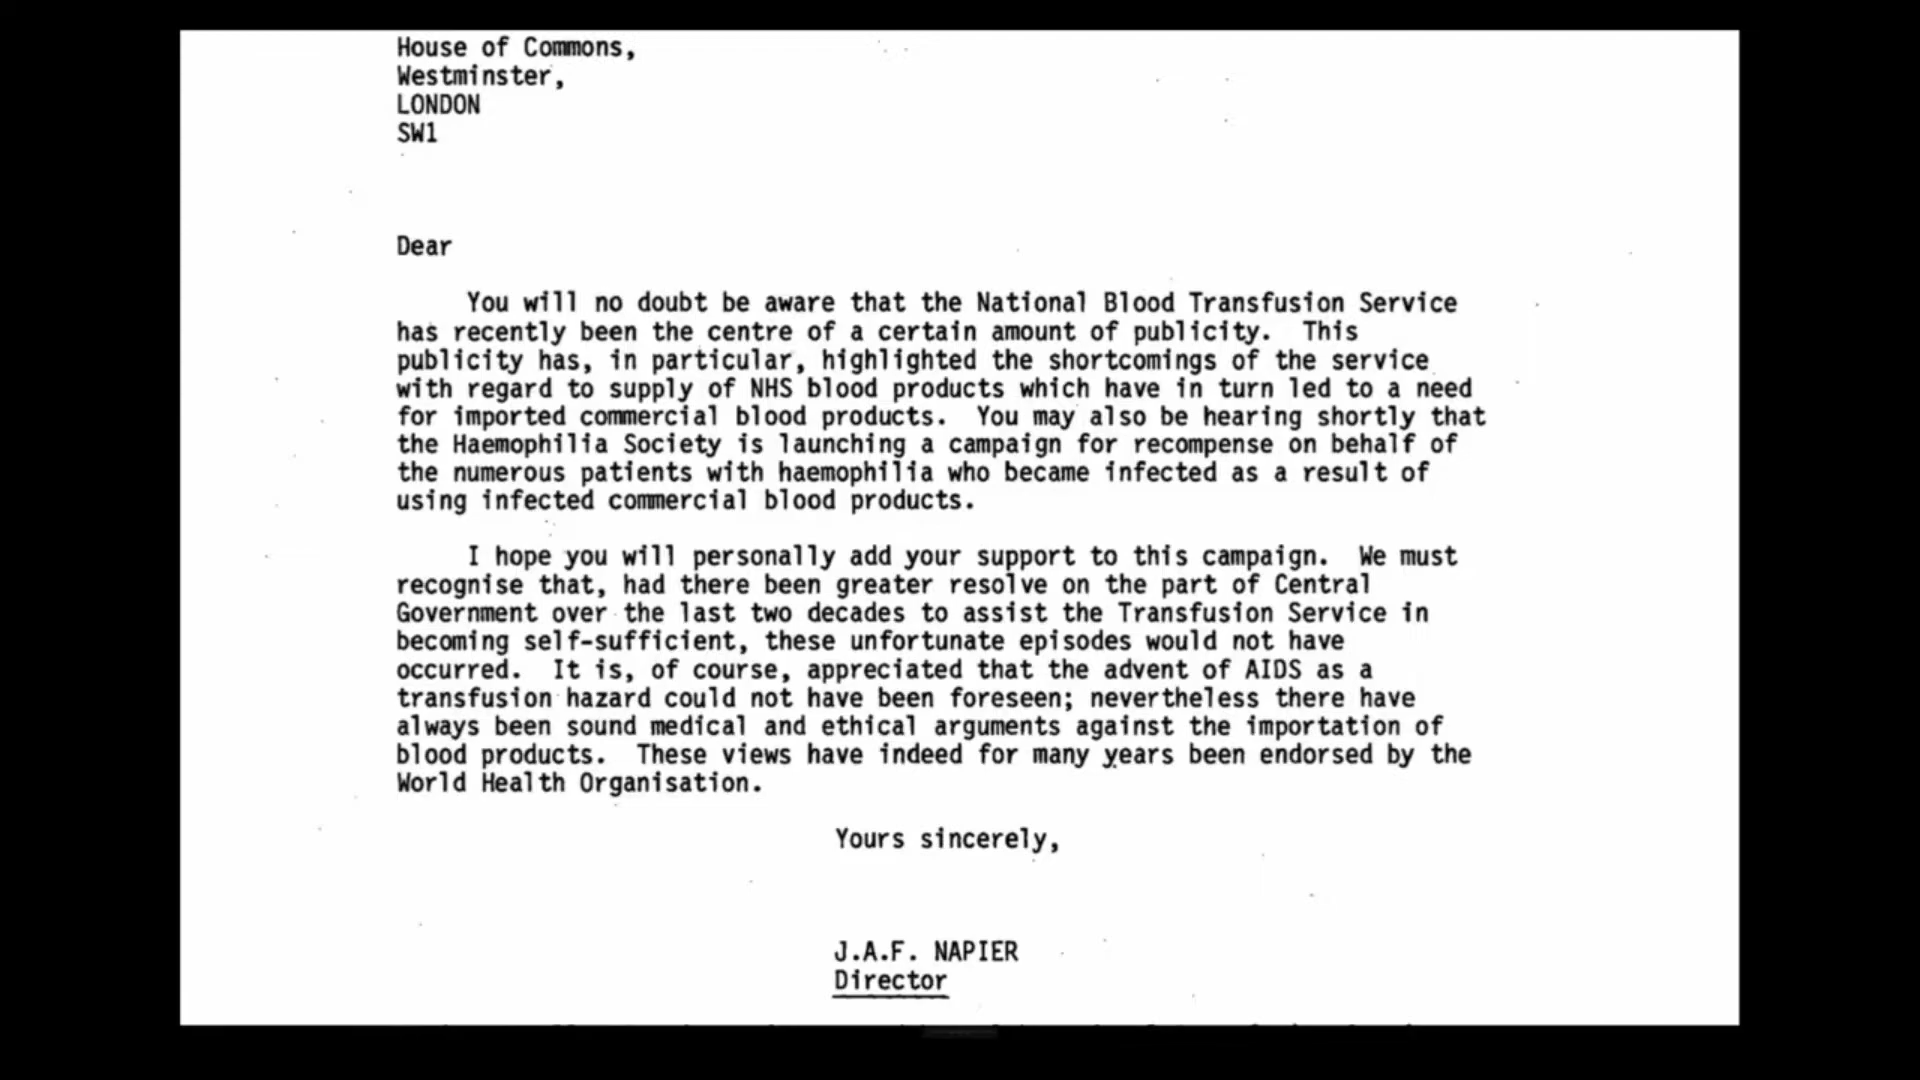 House of Commons,
Westminster,
LONDON
SW1
Dear
You will no doubt be aware that the National Blood Transfusion Service
has recently been the centre of a certain amount of publicity. This
publicity has, in particular, highlighted the shortcomings of the service
with regard to supply of NHS blood products which have in turn led to a need
for imported commercial blood products. You may also be hearing shortly that
the Haemophilia Society is launching a campaign for recompense on behalf of
the numerous patients with haemophilia who became infected as a result of
using infected commercial blood products.
I hope you will personally add your support to this campaign. We must
recognise that, had there been greater resolve on the part of Central
Government over the last two decades to assist the Transfusion Service in
becoming self-sufficient, these unfortunate episodes would not have
occurred. It is, of course, appreciated that the advent of AIDS as a
transfusion hazard could not have been foreseen; nevertheless there have
always been sound medical and ethical arguments against the importation of
blood products. These views have indeed for many years been endorsed by the
World Health Organisation.
Yours sincerely,
J.A.F. NAPIER
Director